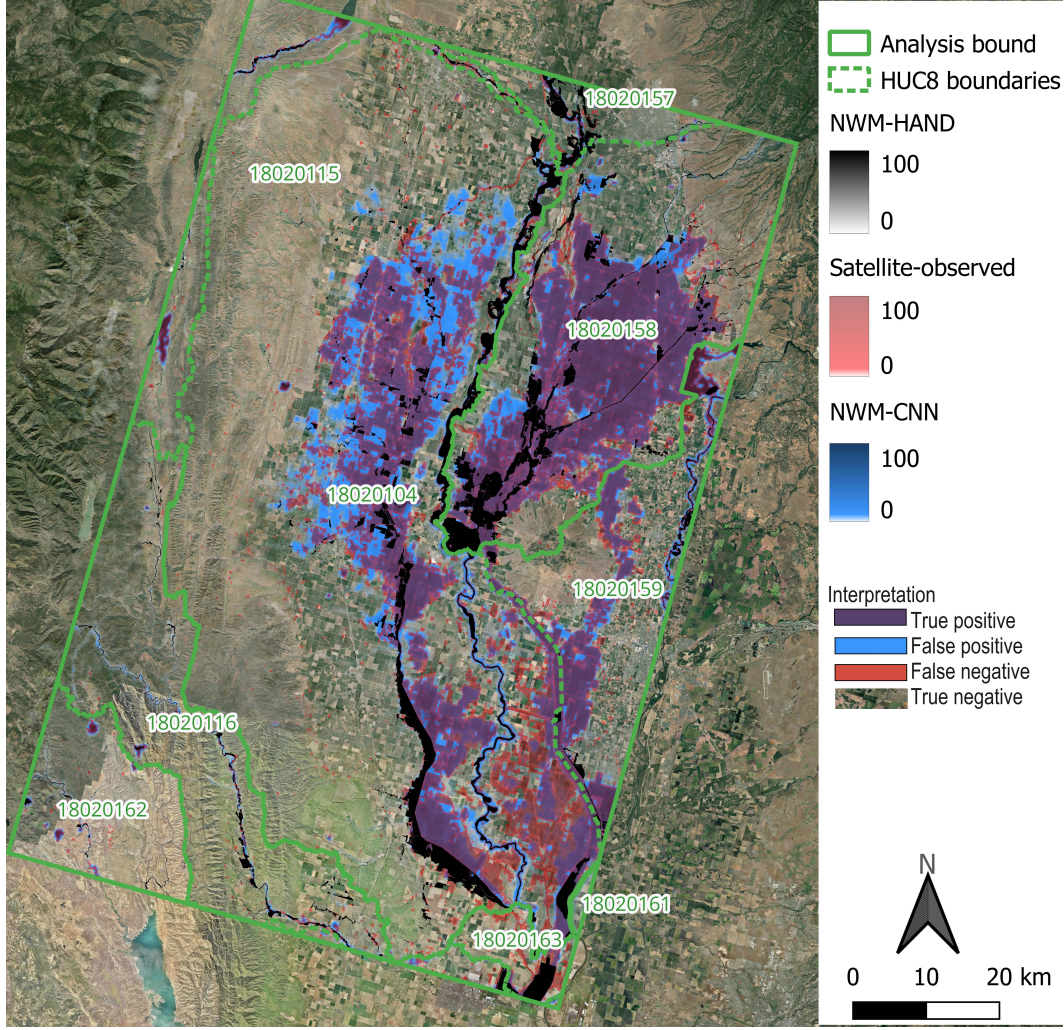 18020157
18020115
18020158
18020104
18020159
18020116
18020162
18020161
18020163
Analysis bound
HUC8 boundaries
NWM-HAND
100
0
Satellite-observed
100
0
NWM-CNN
100
0
Interpretation
True positive
False positive
False negative
True negative
N
0 10 20 km